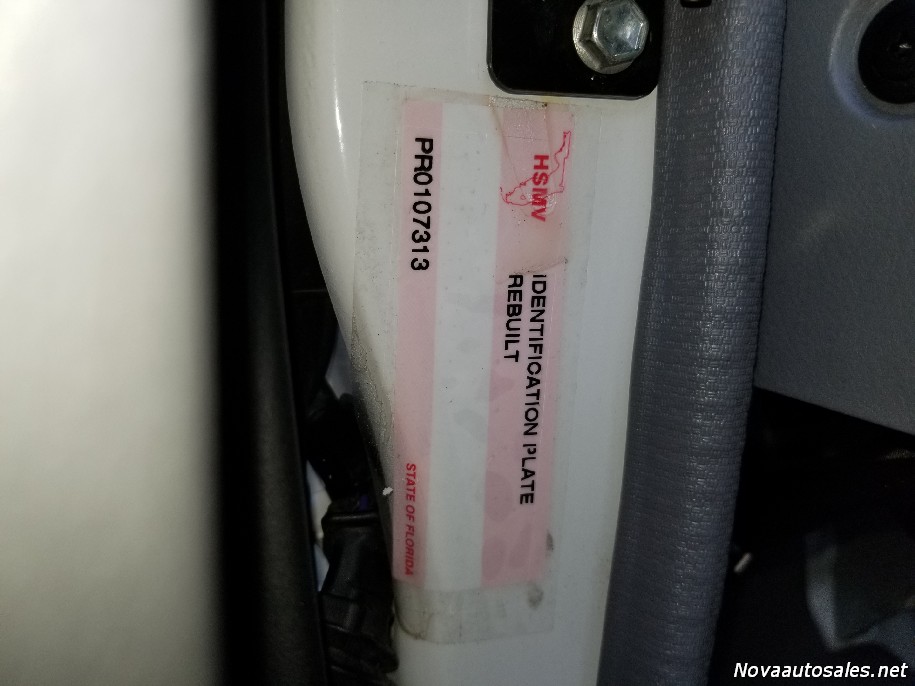 HSMV
IDENTIFICATION PLATE
REBUILT
PR0107313
STATE OF FLORIDA
Novaautosales.net